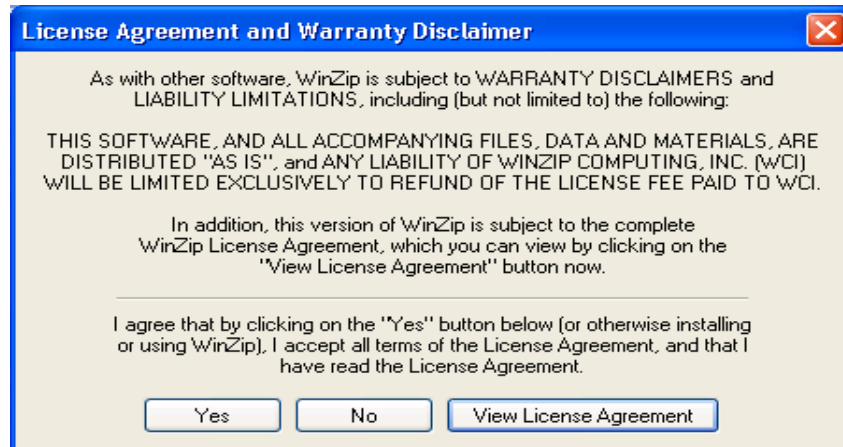 License Agreement and Warranty Disclaimer
As with other software, WinZip is subject to WARRANTY DISCLAIMERS and
LIABILITY LIMITATIONS, including (but not limited to) the following:
THIS SOFTWARE, AND ALL ACCOMPANYING FILES, DATA AND MATERIALS, ARE
DISTRIBUTED "AS IS", and ANY LIABILITY OF WINZIP COMPUTING, INC. (WCI)
WILL BE LIMITED EXCLUSIVELY TO REFUND OF THE LICENSE FEE PAID TO WCI.
In addition, this version of WinZip is subject to the complete
WinZip License Agreement, which you can view by clicking on the
"View License Agreement" button now.
I agree that by clicking on the "Yes" button below (or otherwise installing
or using WinZip), I accept all terms of the License Agreement, and that I
have read the License Agreement.
Yes No View License Agreement